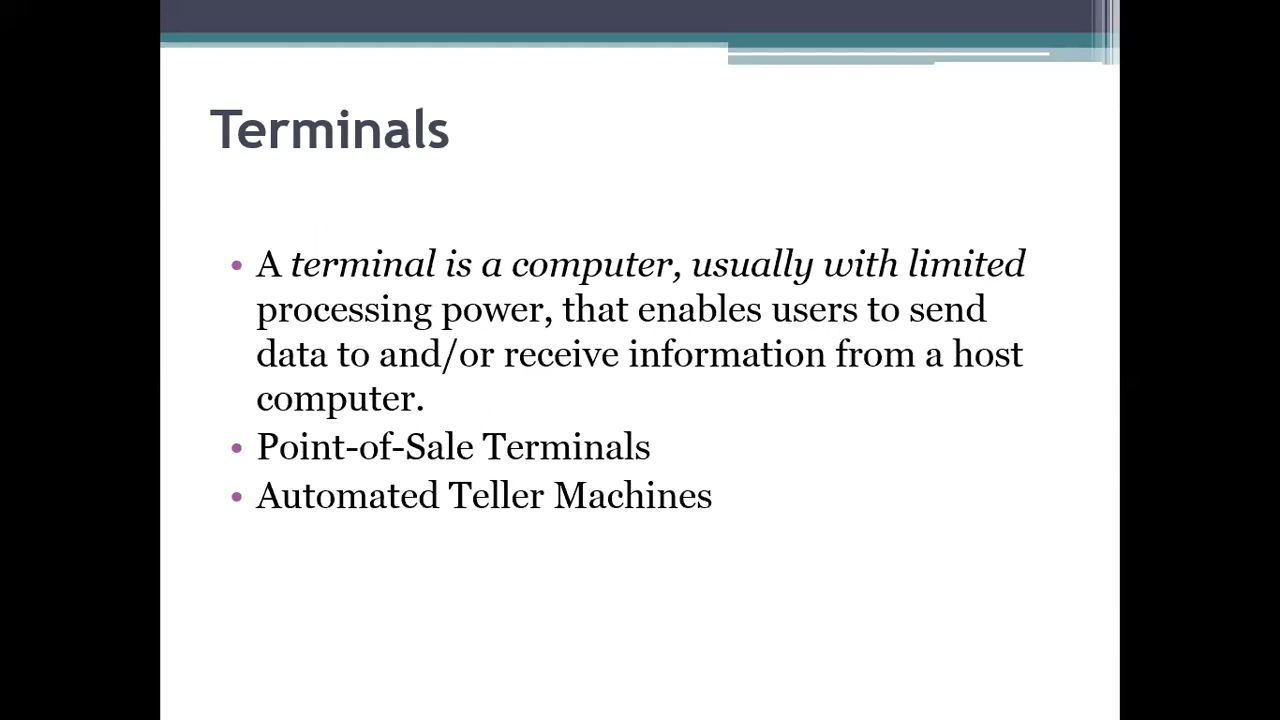 Terminals
• A terminal is a computer, usually with limited
processing power, that enables users to send
data to and/or receive information from a host
computer.
• Point-of-Sale Terminals
• Automated Teller Machines